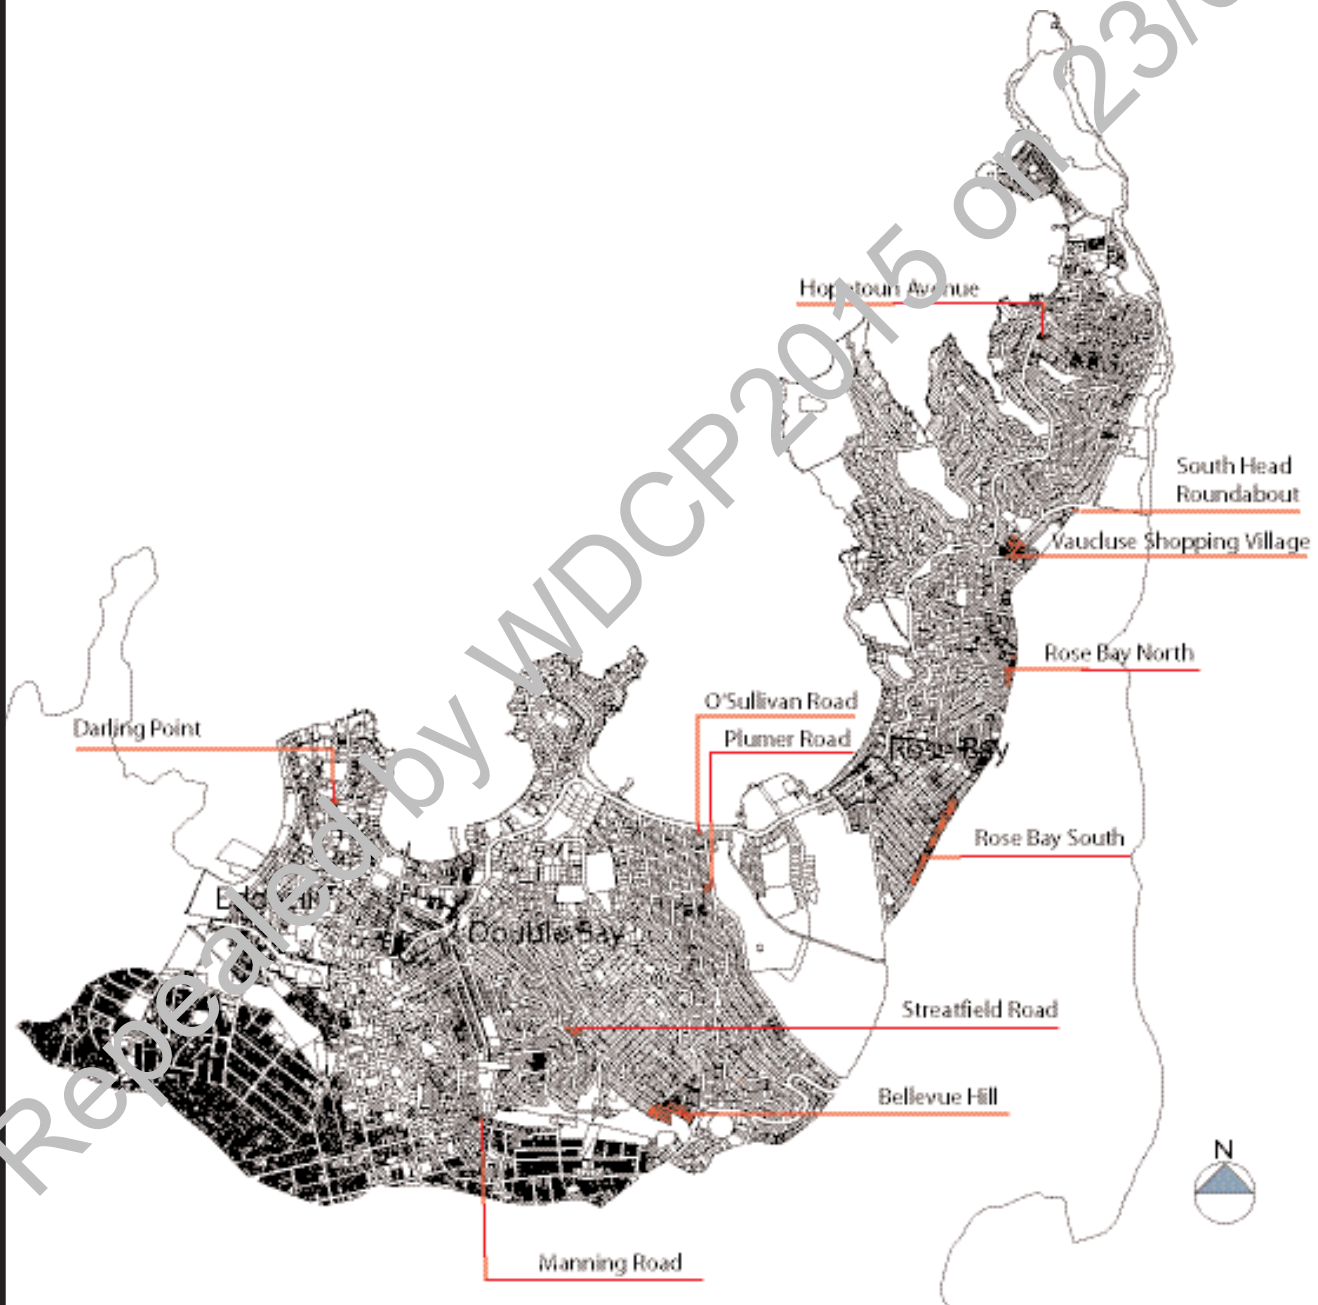 Repealed by WDCP2015 on 23/
Hopetoun Avenue
South Head
Roundabout
Vaucluse Shopping Village
Rose Bay North
O'Sullivan Road
Darling Point
Plumer Road
Rose Bay
Rose Bay South
Double Bay
Streatfield Road
Bellevue Hill
N
Manning Road